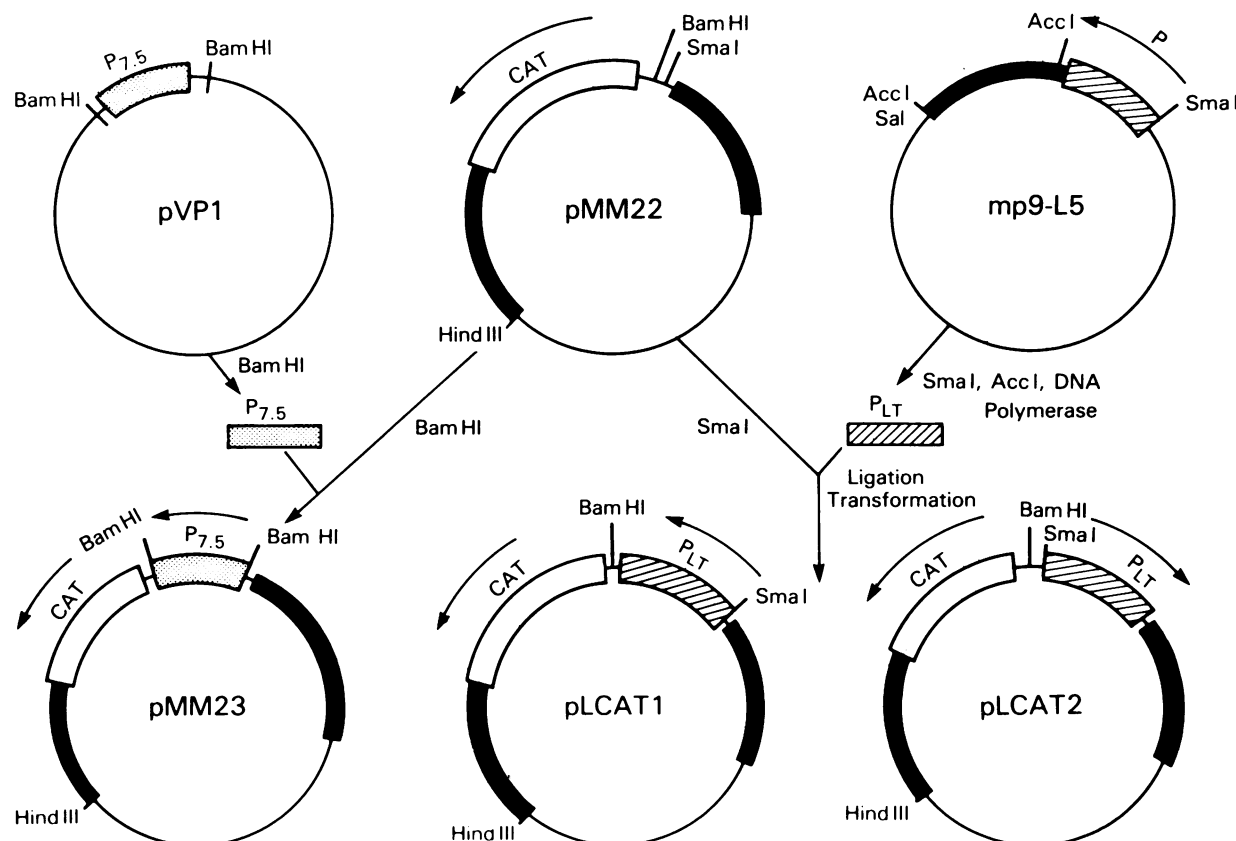 P7.5
Bam HI
Bam HI
pVP1
Bam HI
P7.5
CAT
Bam HI
Sma I
pMM22
Hind III
Acc I
P
Acc I
Sal
Sma I
mp9-L5
Bam HI
Sma I
Sma I, Acc I, DNA
Polymerase
PLT
Ligation
Transformation
Bam HI
P7.5
Bam HI
CAT
pMM23
Hind III
Bam HI
CAT
PLT
Sma I
pLCAT1
Hind III
Bam HI
Sma I
CAT
PLT
pLCAT2
Hind III